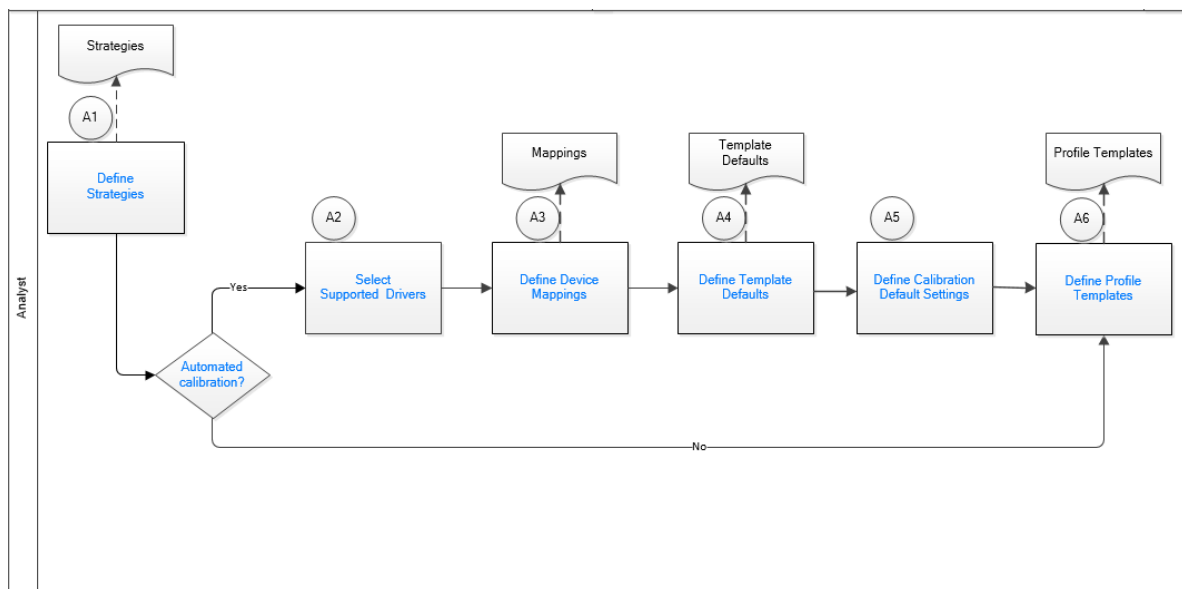 Strategies
A1
Define
Strategies
Analyst
Automated
calibration?
Yes
No
A2
Select
Supported Drivers
Mappings
A3
Define Device
Mappings
Template
Defaults
A4
Define Template
Defaults
A5
Define Calibration
Default Settings
Profile Templates
A6
Define Profile
Templates